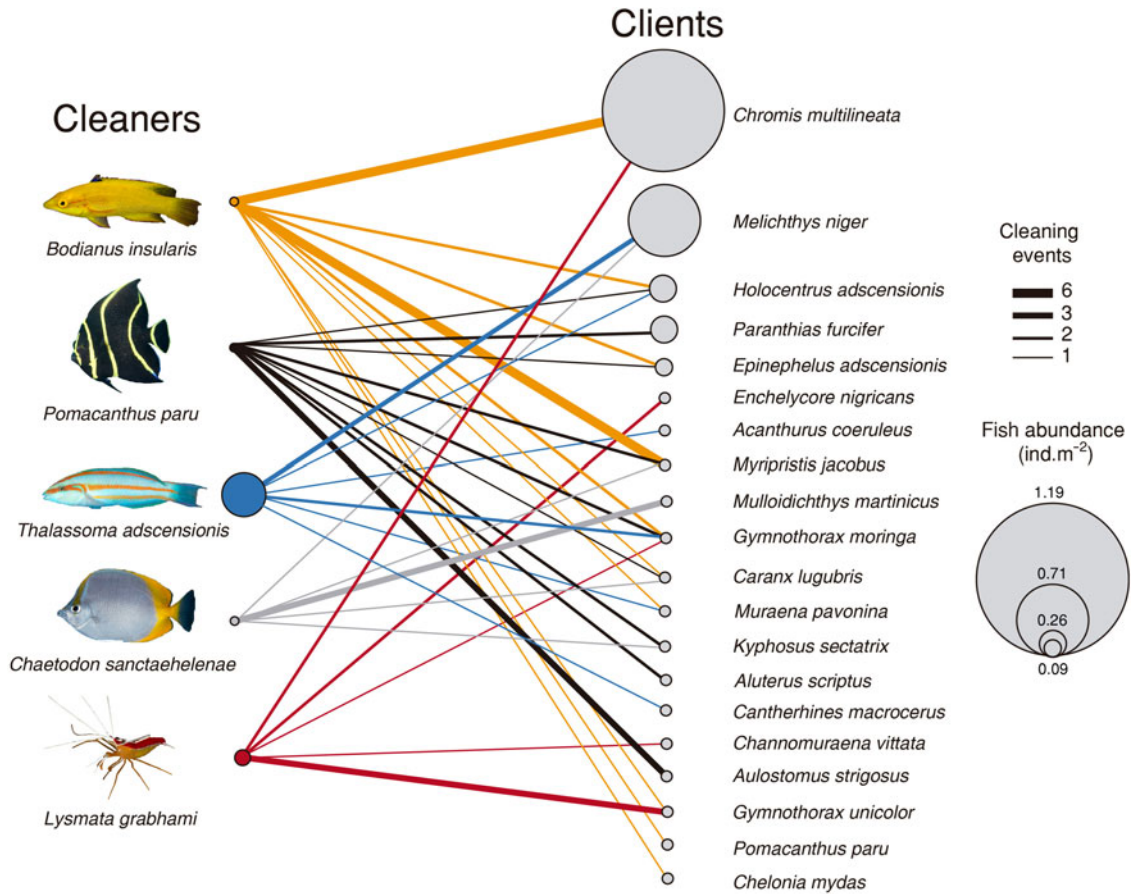 Clients
Cleaners
Bodianus insularis
Pomacanthus paru
Thalassoma adscensionis
Chaetodon sanctaehelenae
Lysmata grabhami
Chromis multilineata
Melichthys niger
Holocentrus adscensionis
Paranthias furcifer
Epinephelus adscensionis
Enchelycore nigricans
Acanthurus coeruleus
Myripristis jacobus
Mulloidichthys martinicus
Gymnothorax moringa
Caranx lugubris
Muraena pavonina
Kyphosus sectatrix
Aluterus scriptus
Cantherhines macrocerus
Channomuraena vittata
Aulostomus strigosus
Gymnothorax unicolor
Pomacanthus paru
Chelonia mydas
Cleaning
events
6
3
2
1
Fish abundance
(ind.m⁻²)
1.19
0.71
0.26
0.09